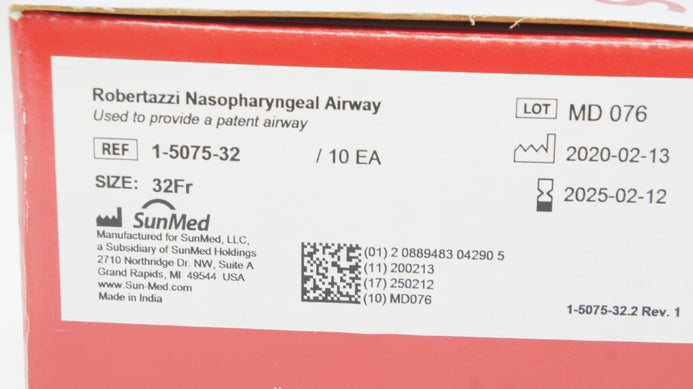 Robertazzi Nasopharyngeal Airway
Used to provide a patent airway
REF 1-5075-32 / 10 EA
SIZE: 32Fr
SunMed
Manufactured for SunMed, LLC,
a Subsidiary of SunMed Holdings
2710 Northridge Dr. NW, Suite A
Grand Rapids, MI 49544 USA
www.Sun-Med.com
Made in India
LOT MD 076
2020-02-13
2025-02-12
(01) 2 0889483 04290 5
(11) 200213
(17) 250212
(10) MD076
1-5075-32.2 Rev. 1